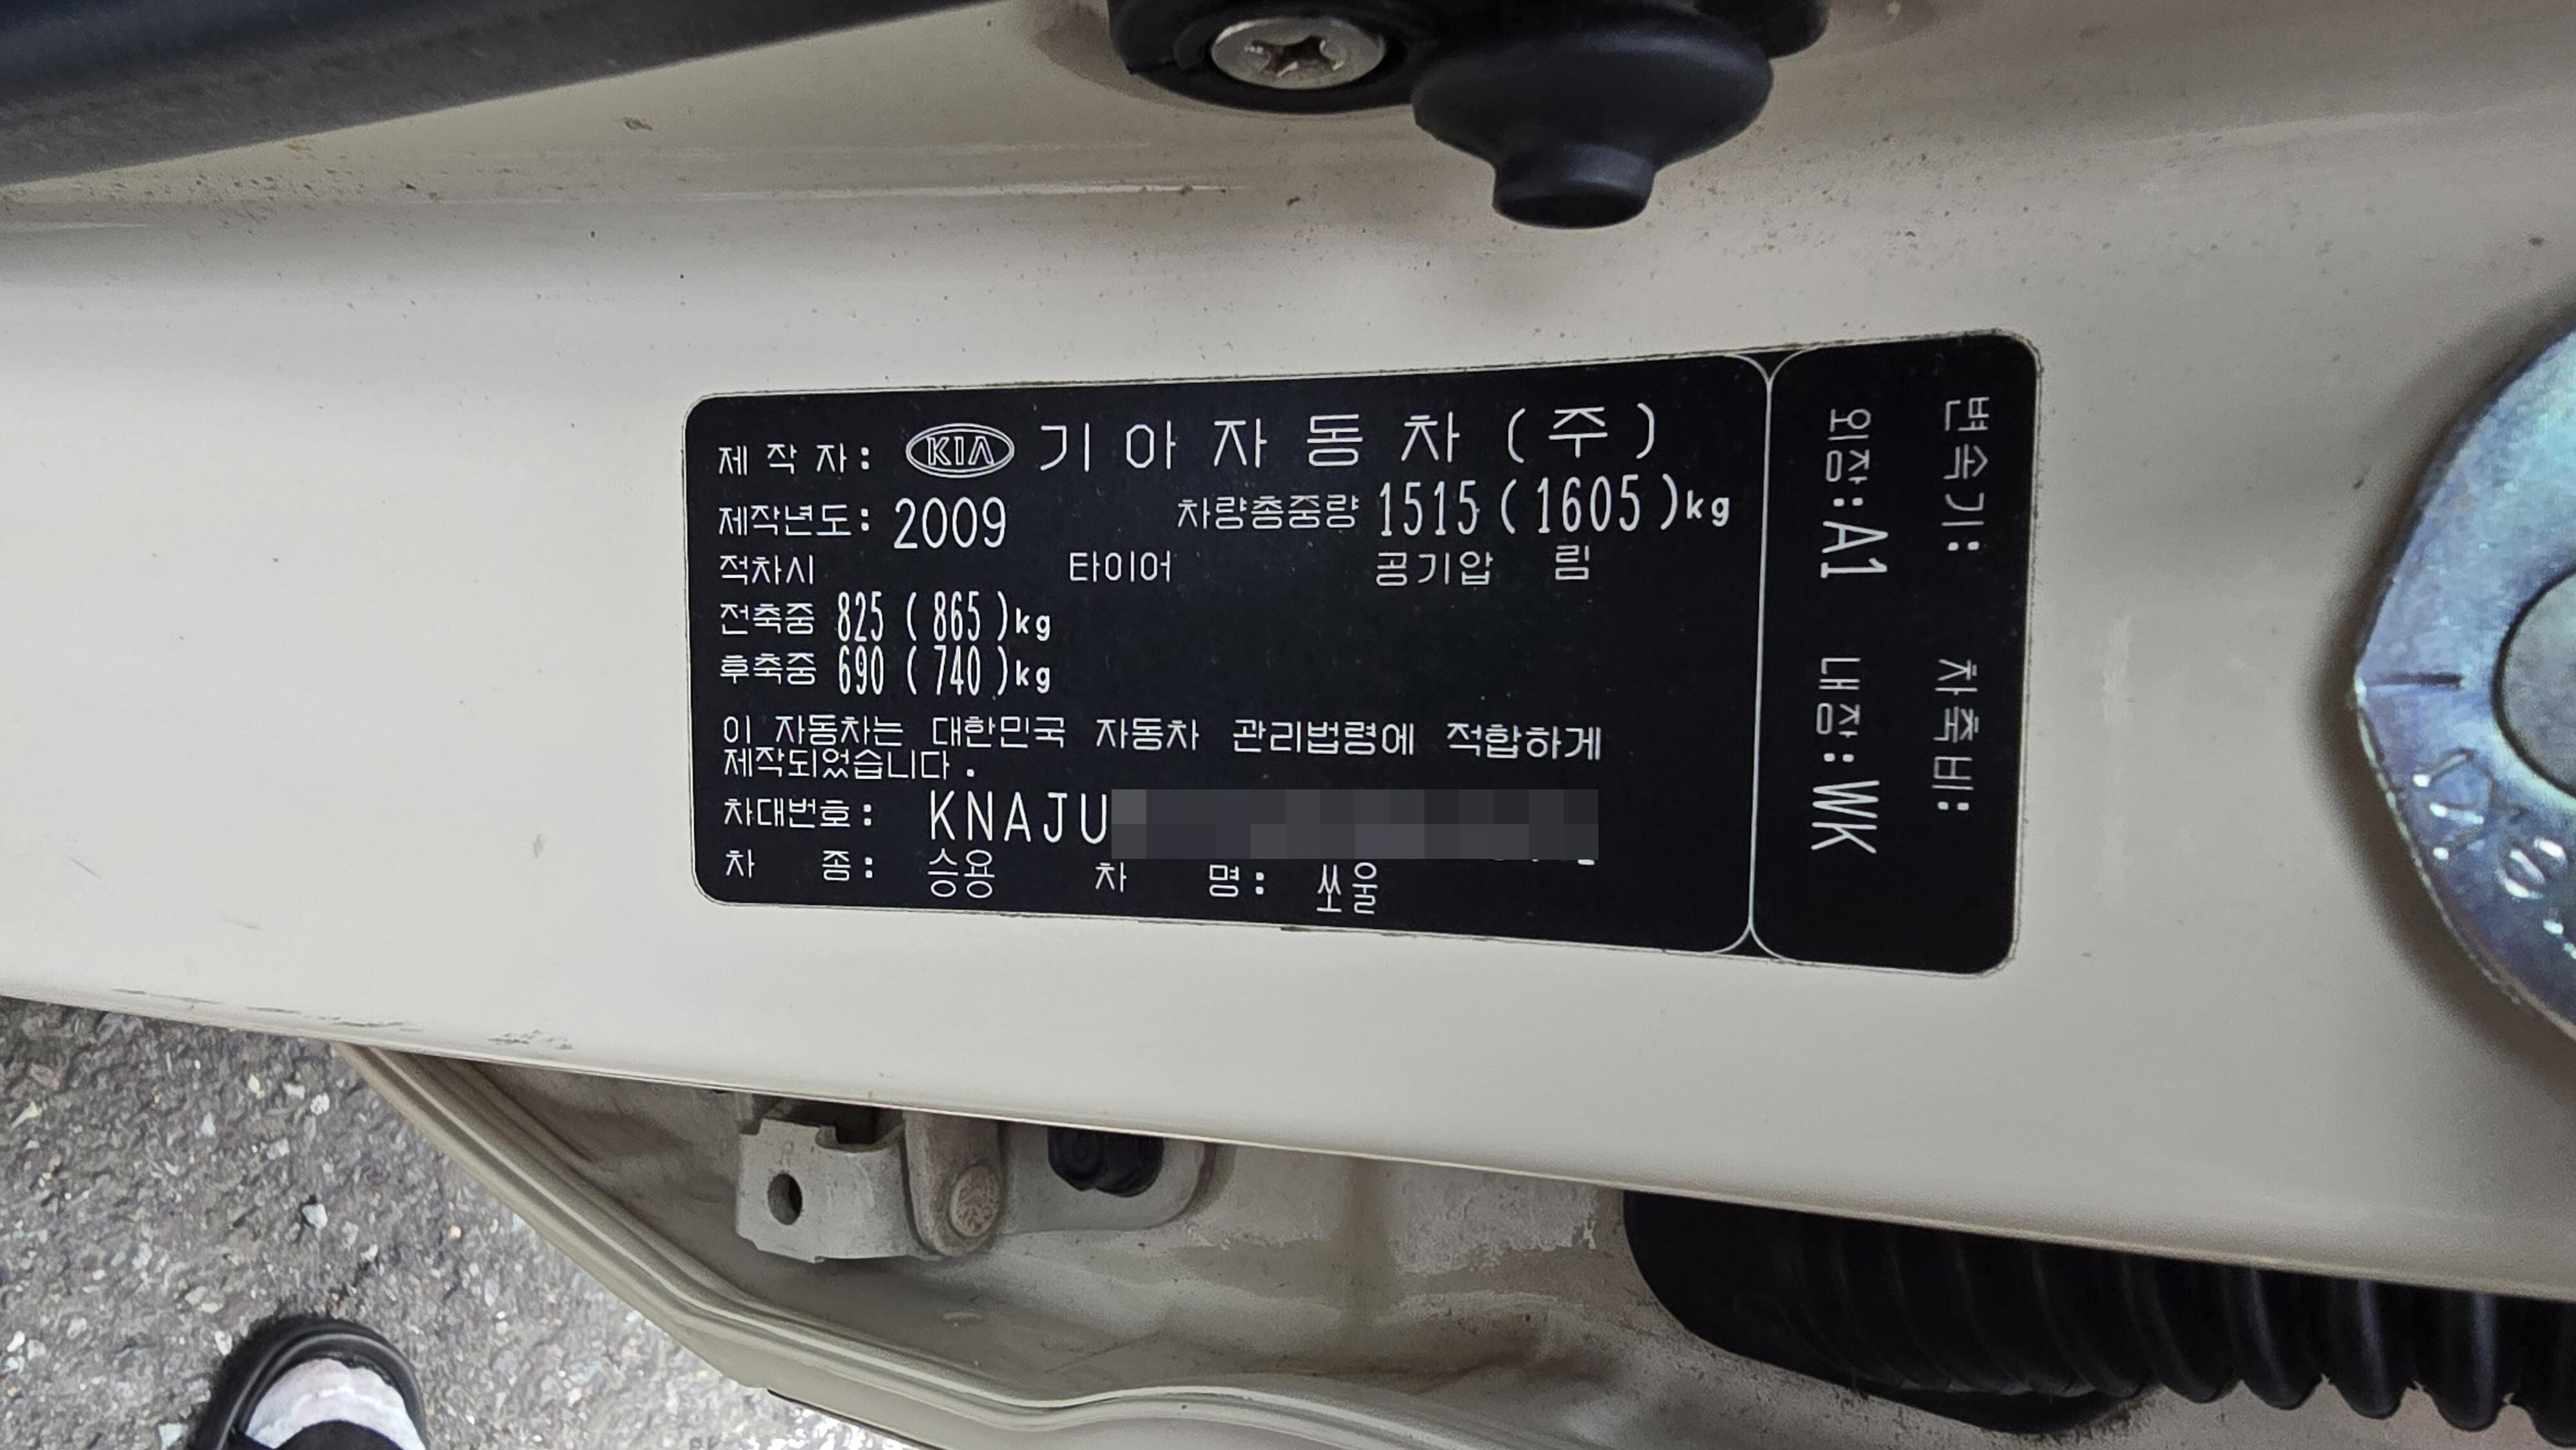 제 작 자: KIA 기 아 자 동 차 ( 주 )
제작년도: 2009 차량총중량 1515 ( 1605 )kg
적차시 타이어 공기압 림
전축중 825 ( 865 )kg
후축중 690 ( 740 )kg
이 자동차는 대한민국 자동차 관리법령에 적합하게
제작되었습니다.
차대번호: KNAJU
차 종: 승용 차 명: 쏘울
변속기: 차축비:
외장:A1 내장:WK